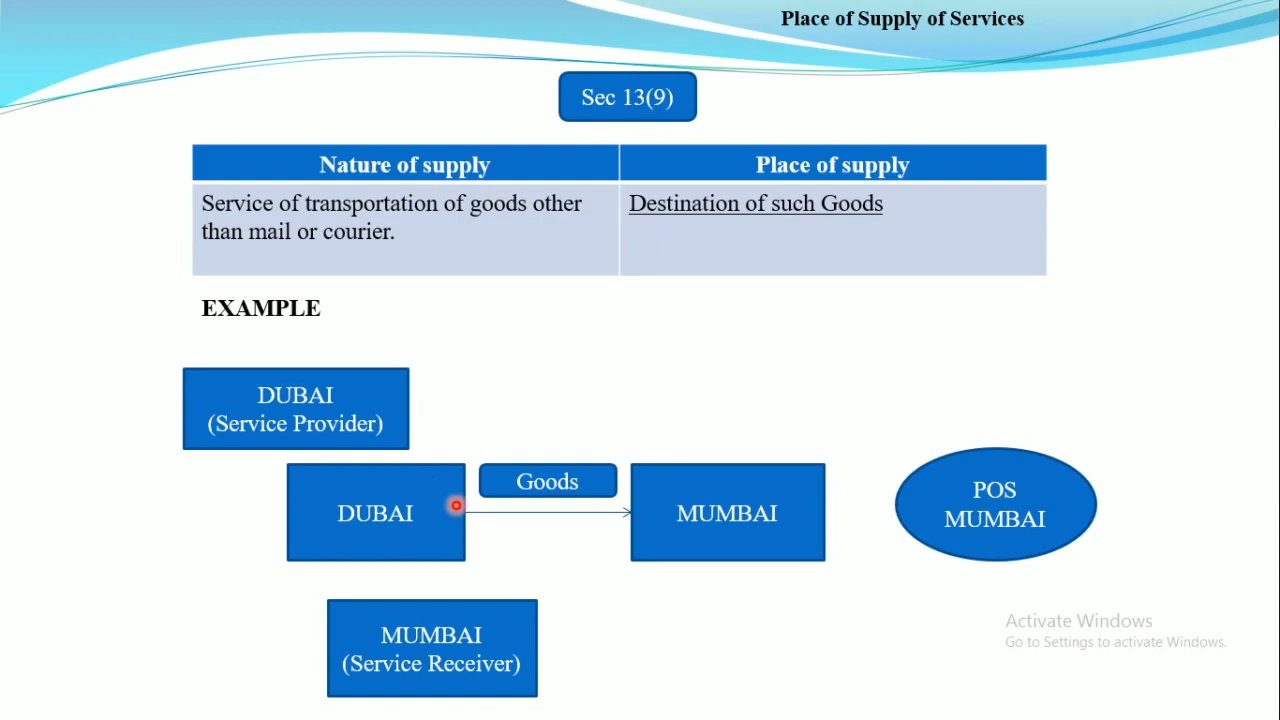 Place of Supply of Services
Sec 13(9)
Nature of supply
Place of supply
Service of transportation of goods other
than mail or courier.
Destination of such Goods
EXAMPLE
DUBAI
(Service Provider)
DUBAI
Goods
MUMBAI
POS
MUMBAI
MUMBAI
(Service Receiver)
Activate Windows
Go to Settings to activate Windows.